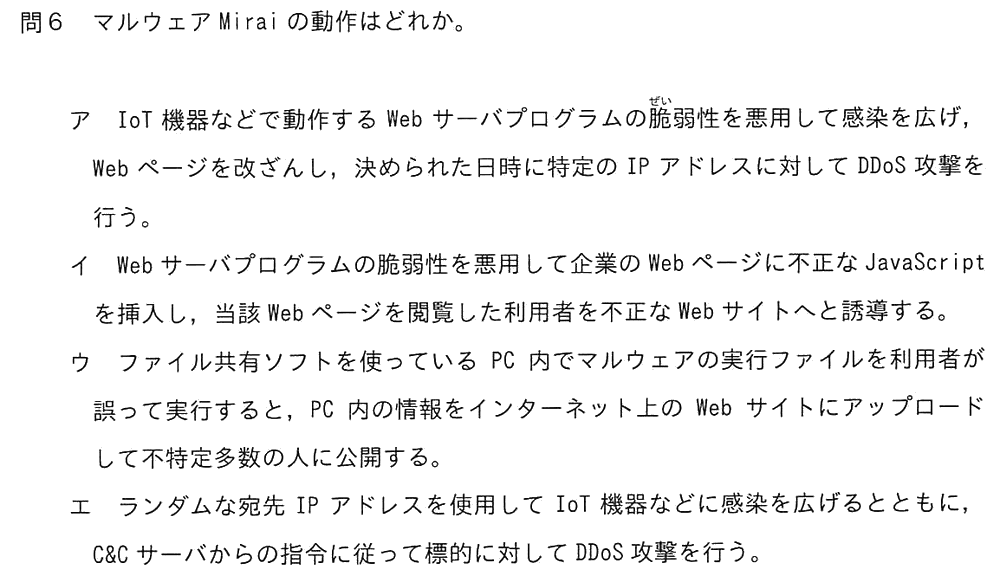 問６　マルウェア Mirai の動作はどれか。
ア　IoT 機器などで動作する Web サーバプログラムの脆弱性を悪用して感染を広げ，
ぜい
Web ページを改ざんし，決められた日時に特定の IP アドレスに対して DDoS 攻撃を
行う。
イ　Web サーバプログラムの脆弱性を悪用して企業の Web ページに不正な JavaScript
を挿入し，当該 Web ページを閲覧した利用者を不正な Web サイトへと誘導する。
ウ　ファイル共有ソフトを使っている PC 内でマルウェアの実行ファイルを利用者が
誤って実行すると，PC 内の情報をインターネット上の Web サイトにアップロード
して不特定多数の人に公開する。
エ　ランダムな宛先 IP アドレスを使用して IoT 機器などに感染を広げるとともに，
C&C サーバからの指令に従って標的に対して DDoS 攻撃を行う。